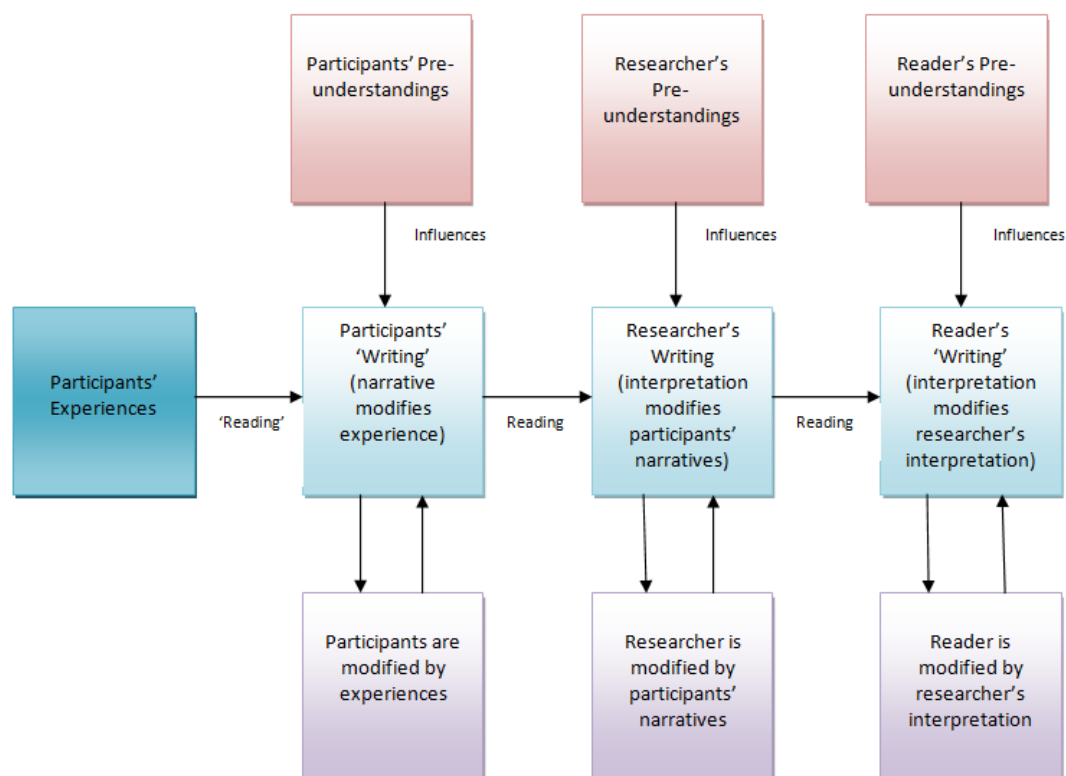 Participants' Pre-
understandings
Researcher's
Pre-
understandings
Reader's Pre-
understandings
Influences
Influences
Influences
Participants'
Experiences
'Reading'
Participants'
'Writing'
(narrative
modifies
experience)
Reading
Researcher's
Writing
(interpretation
modifies
participants'
narratives)
Reading
Reader's
'Writing'
(interpretation
modifies
researcher's
interpretation)
Participants are
modified by
experiences
Researcher is
modified by
participants'
narratives
Reader is
modified by
researcher's
interpretation